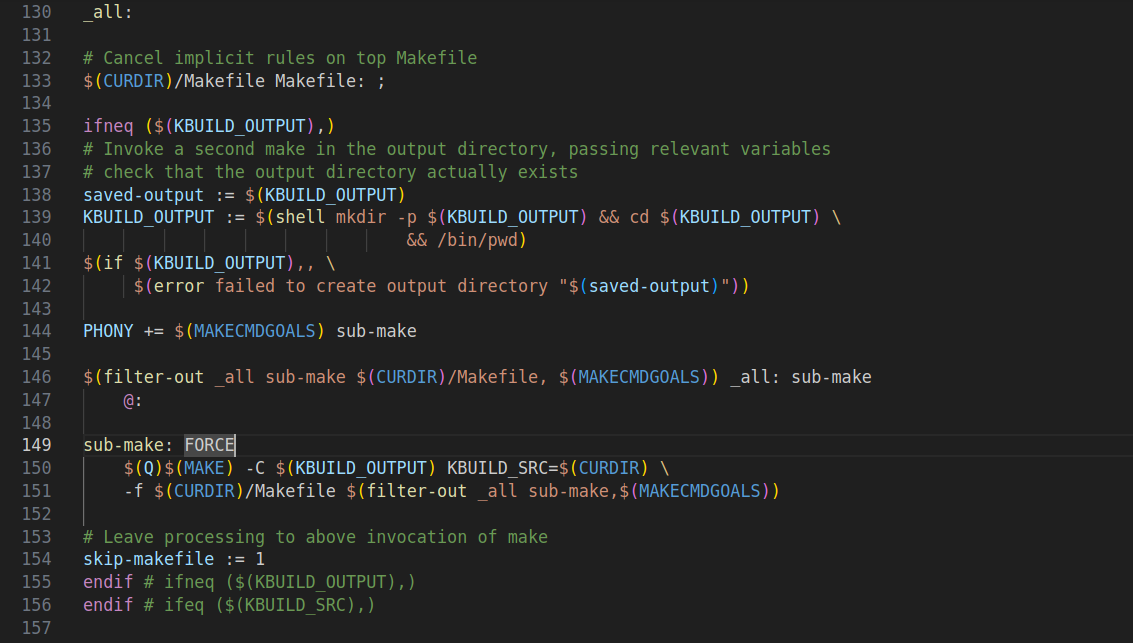 130 _all:
131
132 # Cancel implicit rules on top Makefile
133 $(CURDIR)/Makefile Makefile: ;
134
135 ifneq ($(KBUILD_OUTPUT),)
136 # Invoke a second make in the output directory, passing relevant variables
137 # check that the output directory actually exists
138 saved-output := $(KBUILD_OUTPUT)
139 KBUILD_OUTPUT := $(shell mkdir -p $(KBUILD_OUTPUT) && cd $(KBUILD_OUTPUT) \
140 && /bin/pwd)
141 $(if $(KBUILD_OUTPUT),, \
142 $(error failed to create output directory "$(saved-output)"))
143
144 PHONY += $(MAKECMDGOALS) sub-make
145
146 $(filter-out _all sub-make $(CURDIR)/Makefile, $(MAKECMDGOALS)) _all: sub-make
147 @:
148
149 sub-make: FORCE
150 $(Q)$(MAKE) -C $(KBUILD_OUTPUT) KBUILD_SRC=$(CURDIR) \
151 -f $(CURDIR)/Makefile $(filter-out _all sub-make,$(MAKECMDGOALS))
152
153 # Leave processing to above invocation of make
154 skip-makefile := 1
155 endif # ifneq ($(KBUILD_OUTPUT),)
156 endif # ifeq ($(KBUILD_SRC),)
157